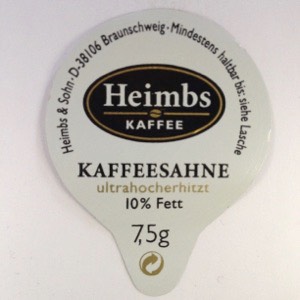 Heimbs & Sohn · D-38106 Braunschweig · Mindestens haltbar bis: siehe Lasche
Heimbs
KAFFEE
KAFFEESAHNE
ultrahocherhitzt
10% Fett
7,5g